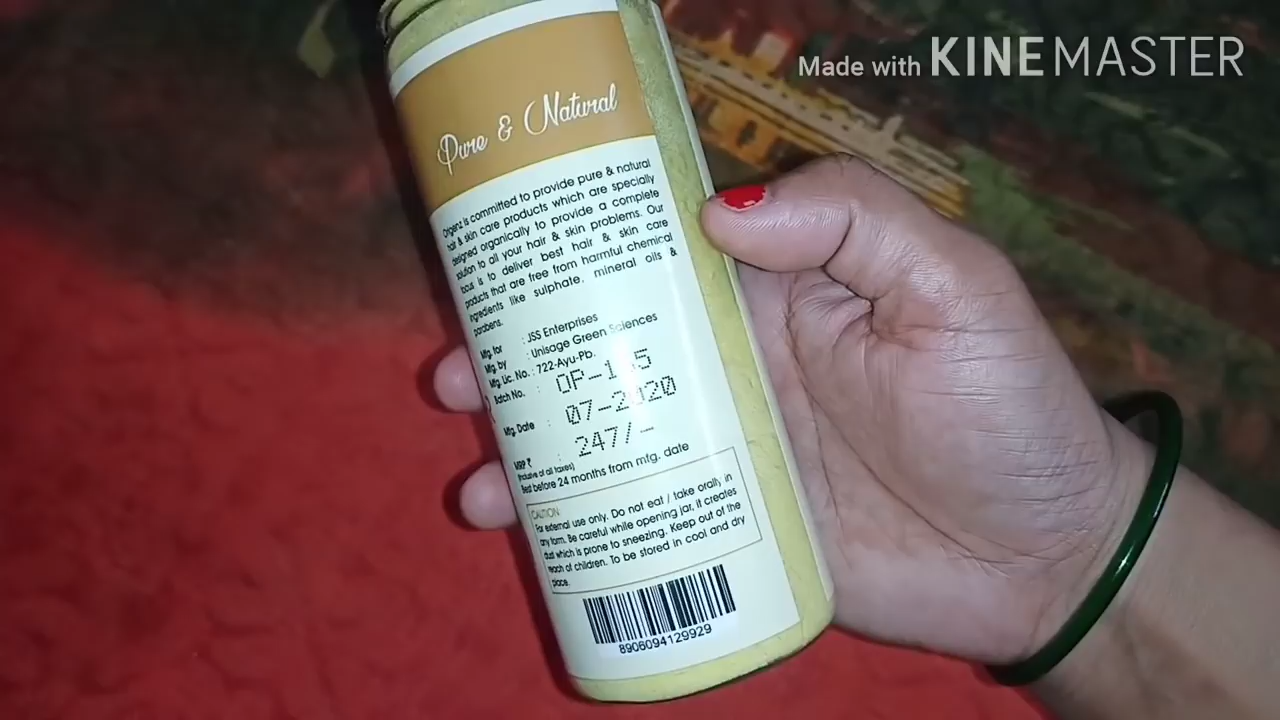 Made with KINEMASTER
Pure & Natural
Orgenz is committed to provide pure & natural
hair & skin care products which are specially
designed organically to provide a complete
solution to all your hair & skin problems. Our
focus is to deliver best hair & skin care
products that are free from harmful chemical
ingredients like sulphate, mineral oils &
parabens.
Mfg. for : JSS Enterprises
Mfg. by : Unisage Green Sciences
Mfg. Lic. No. : 722-Ayu-Pb.
Batch No. :
Mfg. Date : 07-2020
MRP ₹ : 247/-
(Inclusive of all taxes)
Best before 24 months from mfg. date
CAUTION:
For external use only. Do not eat / take orally in
any form. Be careful while opening jar, it creates
dust which is prone to sneezing. Keep out of the
reach of children. To be stored in cool and dry
place.
8906094129929